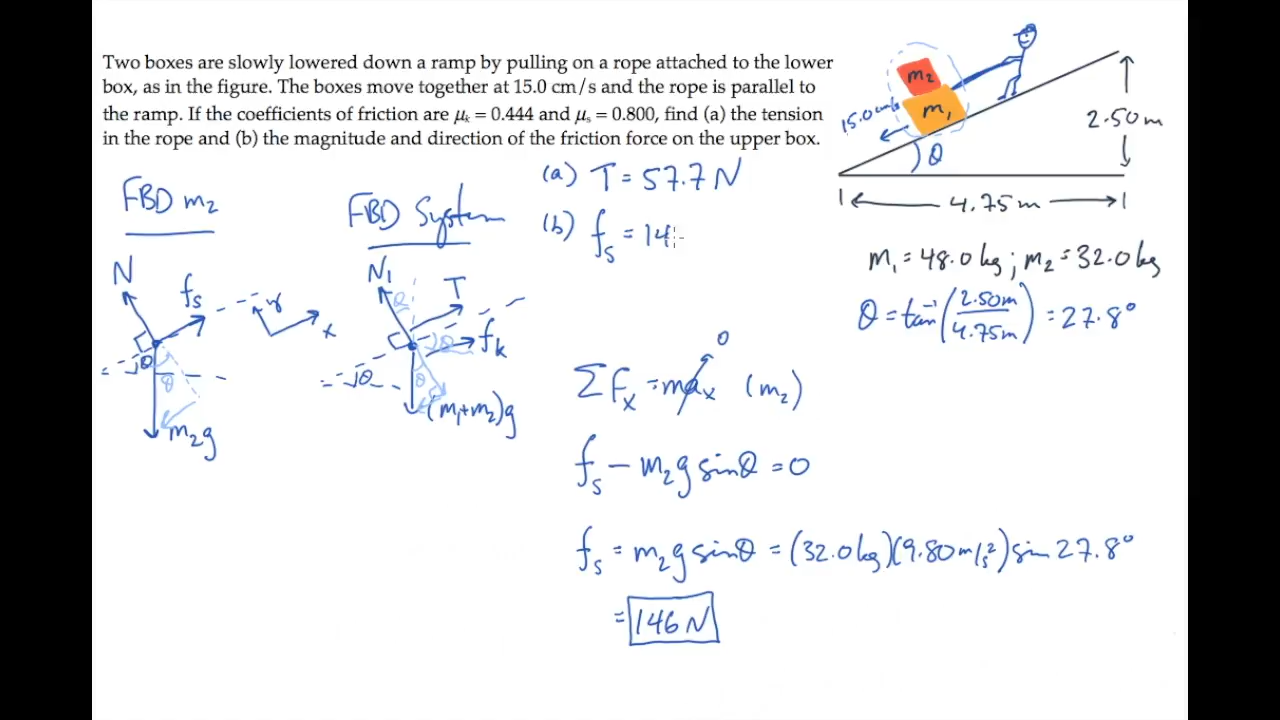 Two boxes are slowly lowered down a ramp by pulling on a rope attached to the lower
box, as in the figure. The boxes move together at 15.0 cm/s and the rope is parallel to
the ramp. If the coefficients of friction are μₖ = 0.444 and μₛ = 0.800, find (a) the tension
in the rope and (b) the magnitude and direction of the friction force on the upper box.
m₂
m₁
15.0 cm/s
θ
2.50 m
4.75 m
(a) T = 57.7 N
(b) fₛ = 14
m₁ = 48.0 kg ; m₂ = 32.0 kg
θ = tan⁻¹(2.50m/4.75m) = 27.8°
FBD m₂
N
fₛ
y
x
θ
θ
m₂g
FBD System
N₁
θ
T
θ
fₖ
θ
θ
(m₁+m₂)g
ΣFₓ = maₓ (m₂)
0
fₛ − m₂g sinθ = 0
fₛ = m₂g sinθ = (32.0 kg)(9.80 m/s²) sin 27.8°
= 146 N